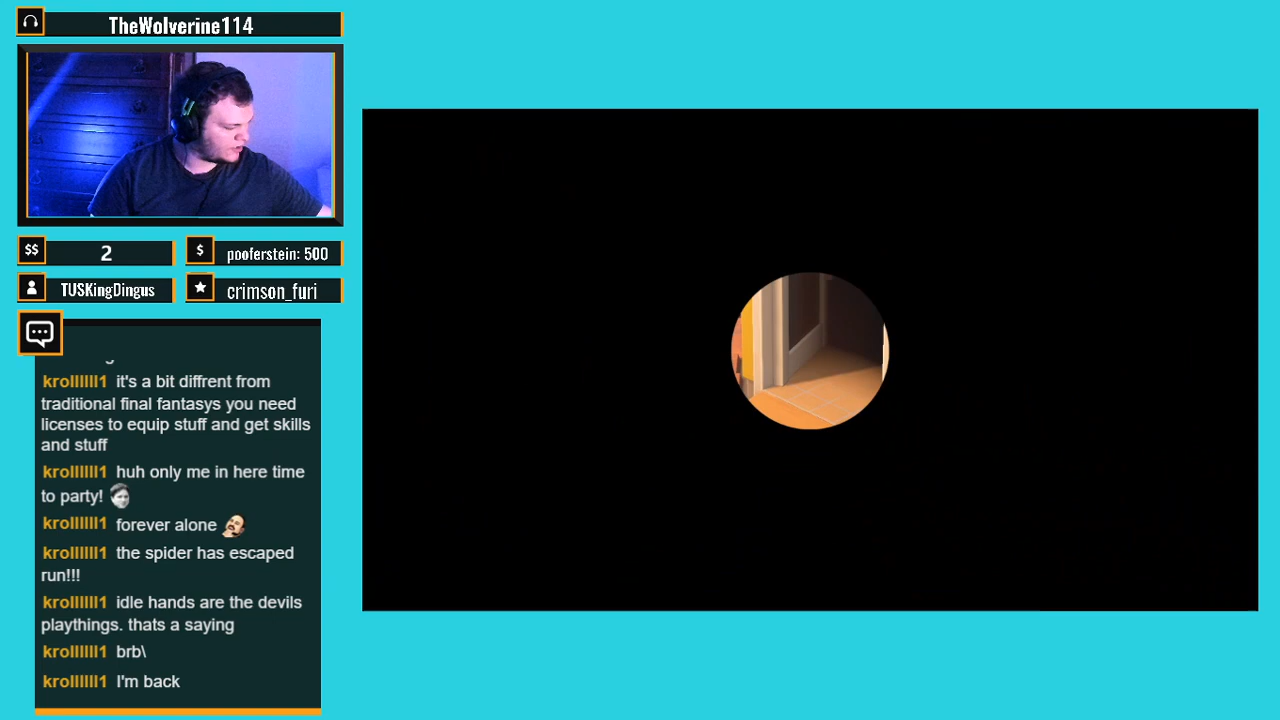 TheWolverine114
$$ 2
$ pooferstein: 500
TUSKingDingus
crimson_furi
krollllll1 it's a bit diffrent from
traditional final fantasys you need
licenses to equip stuff and get skills
and stuff
krollllll1 huh only me in here time
to party!
krollllll1 forever alone
krollllll1 the spider has escaped
run!!!
krollllll1 idle hands are the devils
playthings. thats a saying
krollllll1 brb\
krollllll1 I'm back